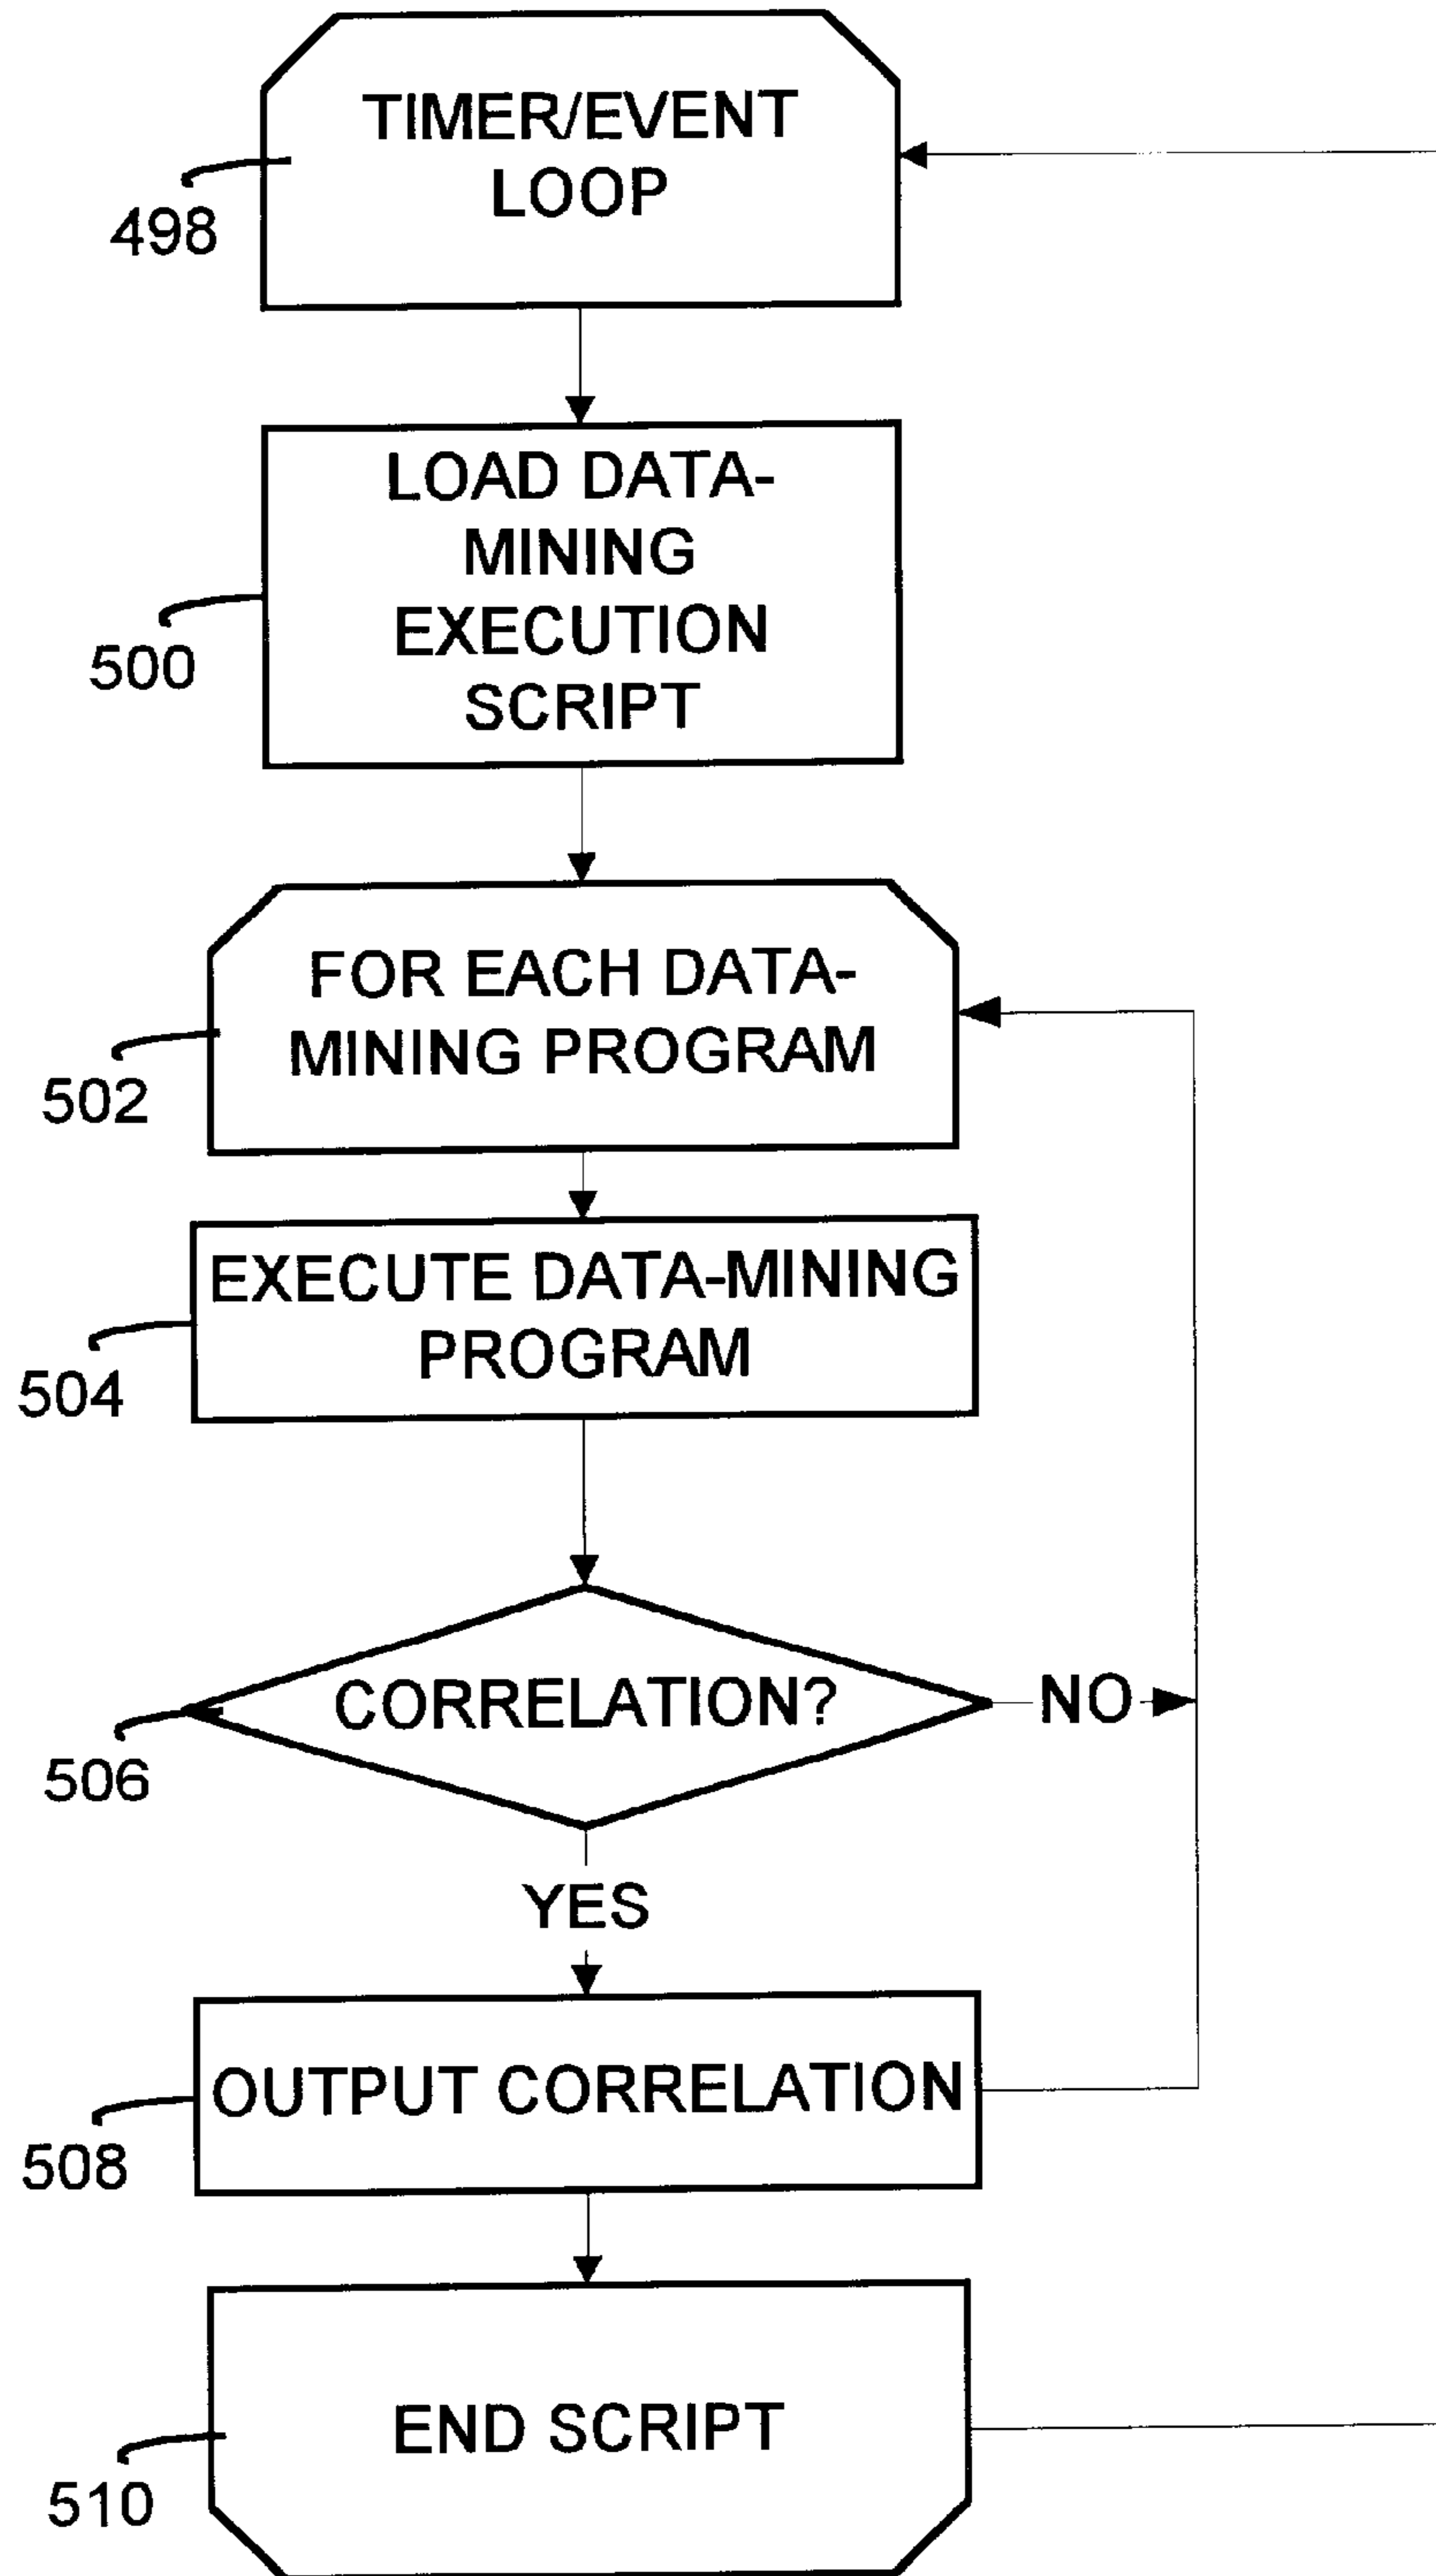 TIMER/EVENT
LOOP
498
LOAD DATA-
MINING
EXECUTION
SCRIPT
500
FOR EACH DATA-
MINING PROGRAM
502
EXECUTE DATA-MINING
PROGRAM
504
CORRELATION?
NO
506
YES
OUTPUT CORRELATION
508
END SCRIPT
510